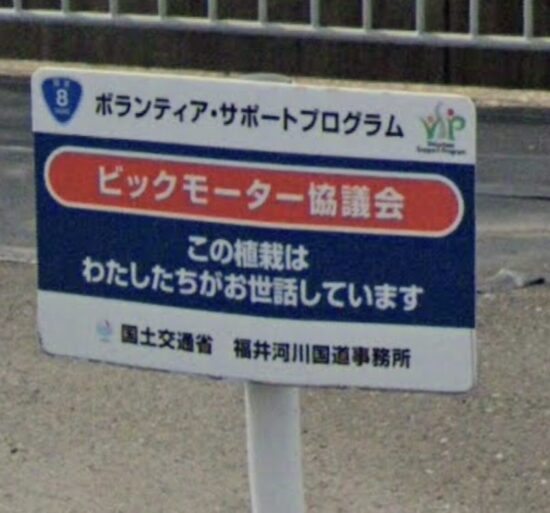 8
ボランティア・サポートプログラム
VSP
Support Program
ビックモーター協議会
この植栽は
わたしたちがお世話しています
国土交通省 福井河川国道事務所